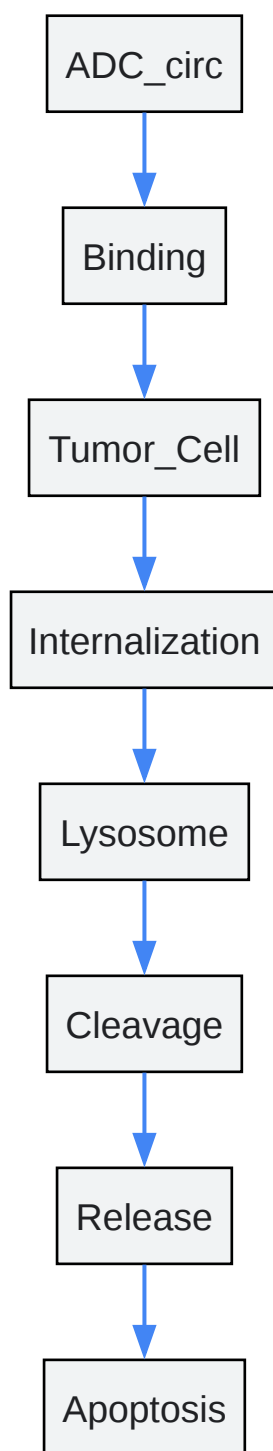 ADC_circ
Binding
Tumor_Cell
Internalization
Lysosome
Cleavage
Release
Apoptosis